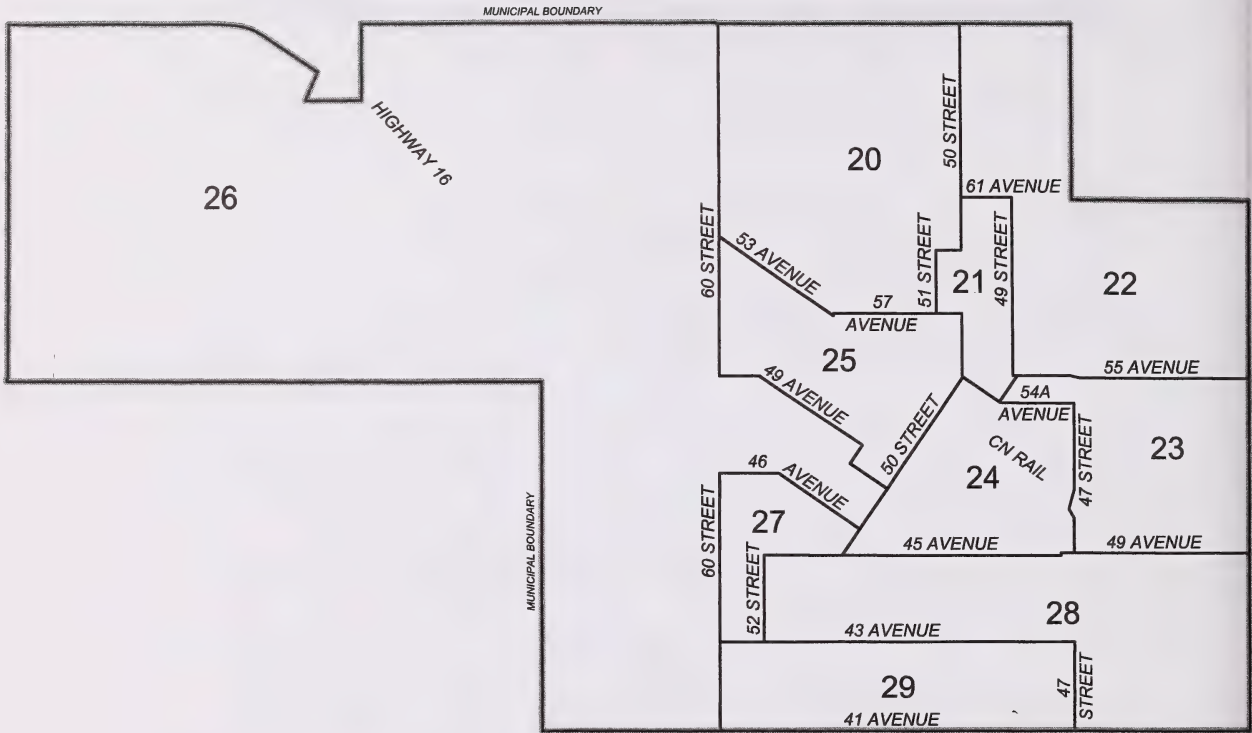 MUNICIPAL BOUNDARY
HIGHWAY 16
26
20
50 STREET
61 AVENUE
60 STREET
53 AVENUE
51 STREET
21
49 STREET
22
57
AVENUE
25
55 AVENUE
49 AVENUE
54A
AVENUE
50 STREET
CN RAIL
47 STREET
23
24
46
AVENUE
MUNICIPAL BOUNDARY
60 STREET
27
45 AVENUE
49 AVENUE
52 STREET
28
43 AVENUE
29
47
STREET
41 AVENUE